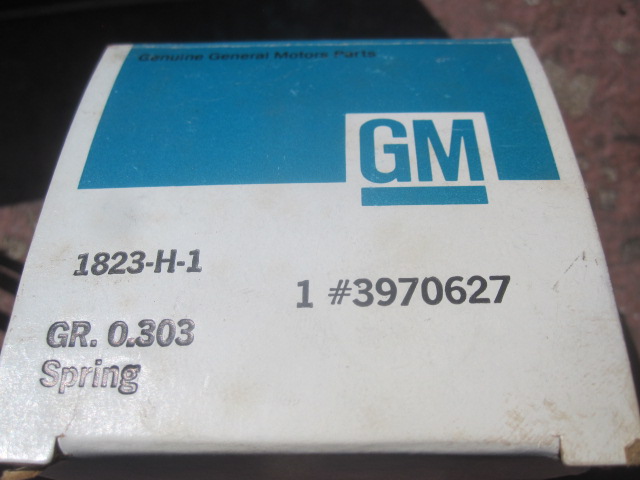 Genuine General Motors Parts
GM
1823-H-1
1 #3970627
GR. 0.303
Spring